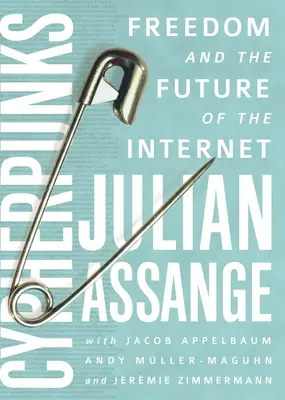 CYPHERPUNKS
FREEDOM
AND THE
FUTURE
OF THE
INTERNET
JULIAN
ASSANGE
with JACOB APPELBAUM
ANDY MÜLLER-MAGUHN
and JÉRÉMIE ZIMMERMANN